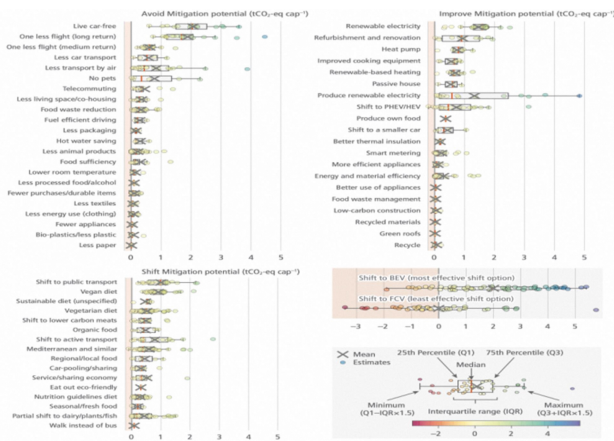 Avoid Mitigation potential (tCO₂-eq cap⁻¹)
Live car-free
One less flight (long return)
One less flight (medium return)
Less car transport
Less transport by air
No pets
Telecommuting
Less living space/co-housing
Food waste reduction
Fuel efficient driving
Less packaging
Hot water saving
Less animal products
Food sufficiency
Lower room temperature
Less processed food/alcohol
Fewer purchases/durable items
Less textiles
Less energy use (clothing)
Fewer appliances
Bio-plastics/less plastic
Less paper
0 1 2 3 4 5
Improve Mitigation potential (tCO₂-eq cap⁻¹)
Renewable electricity
Refurbishment and renovation
Heat pump
Improved cooking equipment
Renewable-based heating
Passive house
Produce renewable electricity
Shift to PHEV/HEV
Produce own food
Shift to a smaller car
Better thermal insulation
Smart metering
More efficient appliances
Energy and material efficiency
Better use of appliances
Food waste management
Low-carbon construction
Recycled materials
Green roofs
Recycle
0 1 2 3 4 5
Shift Mitigation potential (tCO₂-eq cap⁻¹)
Shift to public transport
Vegan diet
Sustainable diet (unspecified)
Vegetarian diet
Shift to lower carbon meats
Organic food
Shift to active transport
Mediterranean and similar
Regional/local food
Car-pooling/sharing
Service/sharing economy
Eat out eco-friendly
Nutrition guidelines diet
Seasonal/fresh food
Partial shift to dairy/plants/fish
Walk instead of bus
0 1 2 3 4 5
Shift to BEV (most effective shift option)
Shift to FCV (least effective shift option)
−3 −2 −1 0 1 2 3 4 5
Mean
Estimates
25th Percentile (Q1)
75th Percentile (Q3)
Median
Minimum
(Q1−IQR×1.5)
Interquartile range (IQR)
Maximum
(Q3+IQR×1.5)
−2 0 2 4 6